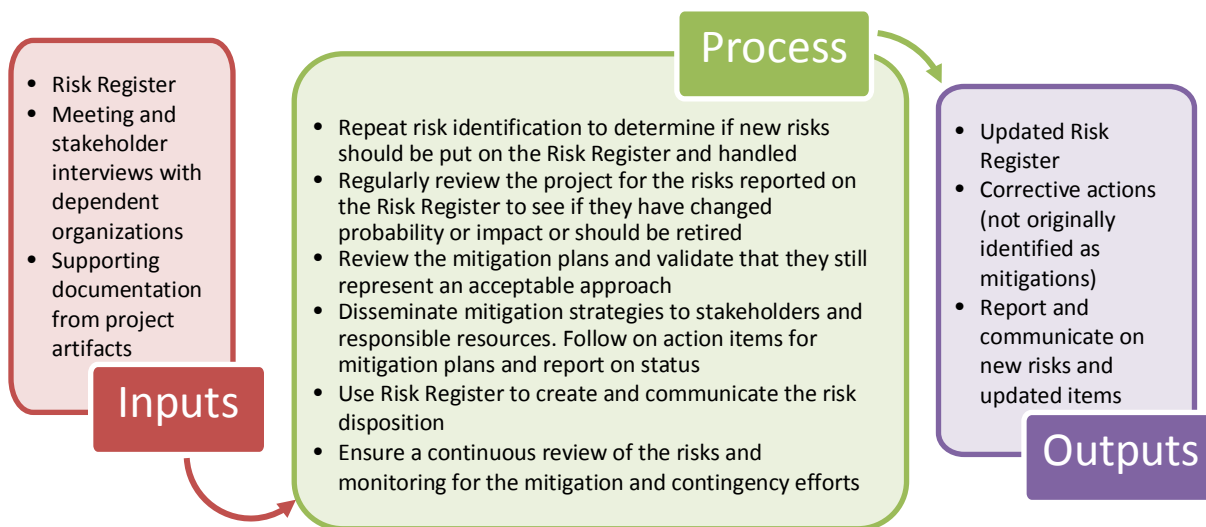 • Risk Register
• Meeting and
stakeholder
interviews with
dependent
organizations
• Supporting
documentation
from project
artifacts
Inputs
Process
• Repeat risk identification to determine if new risks
should be put on the Risk Register and handled
• Regularly review the project for the risks reported on
the Risk Register to see if they have changed
probability or impact or should be retired
• Review the mitigation plans and validate that they still
represent an acceptable approach
• Disseminate mitigation strategies to stakeholders and
responsible resources. Follow on action items for
mitigation plans and report on status
• Use Risk Register to create and communicate the risk
disposition
• Ensure a continuous review of the risks and
monitoring for the mitigation and contingency efforts
• Updated Risk
Register
• Corrective actions
(not originally
identified as
mitigations)
• Report and
communicate on
new risks and
updated items
Outputs